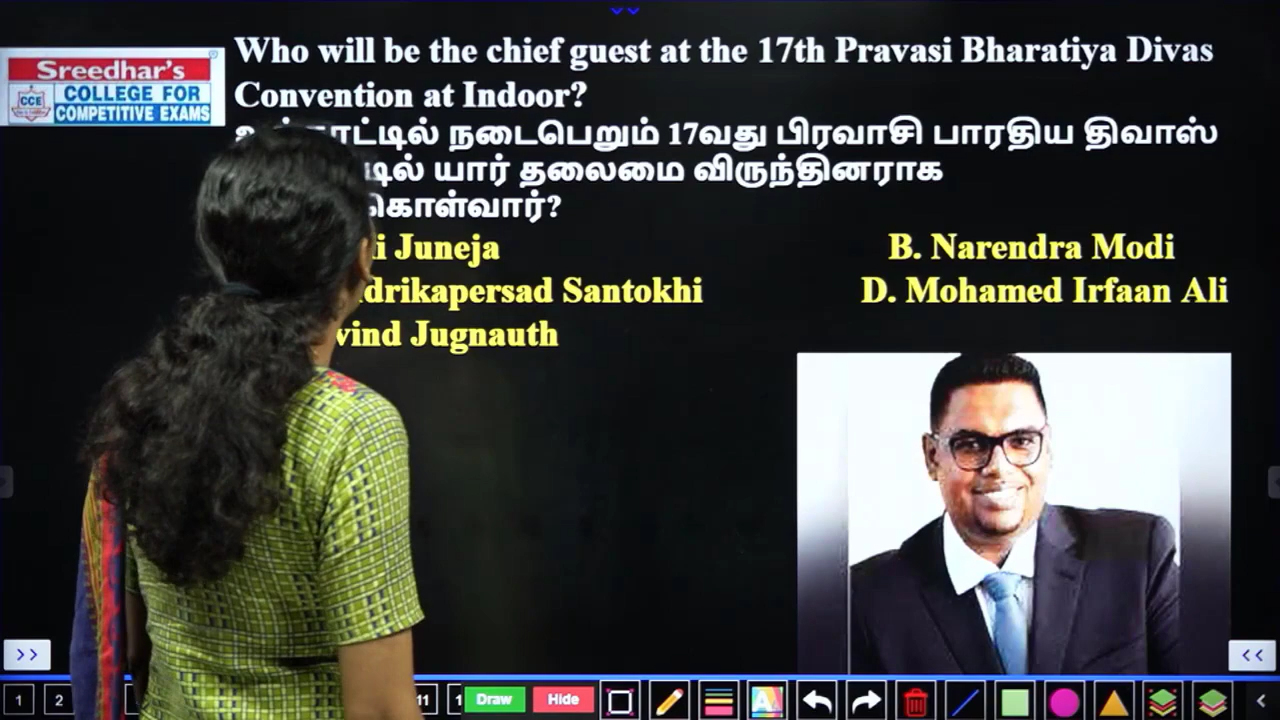 Sreedhar's
CCE
COLLEGE FOR
COMPETITIVE EXAMS
Who will be the chief guest at the 17th Pravasi Bharatiya Divas
Convention at Indoor?
நடைபெறும் 17வது பிரவாசி பாரதிய திவாஸ்
யார் தலைமை விருந்தினராக
கொள்வார்?
Juneja
B. Narendra Modi
Santokhi
D. Mohamed Irfaan Ali
Jugnauth
>>
<<
1
2
11
Draw
Hide